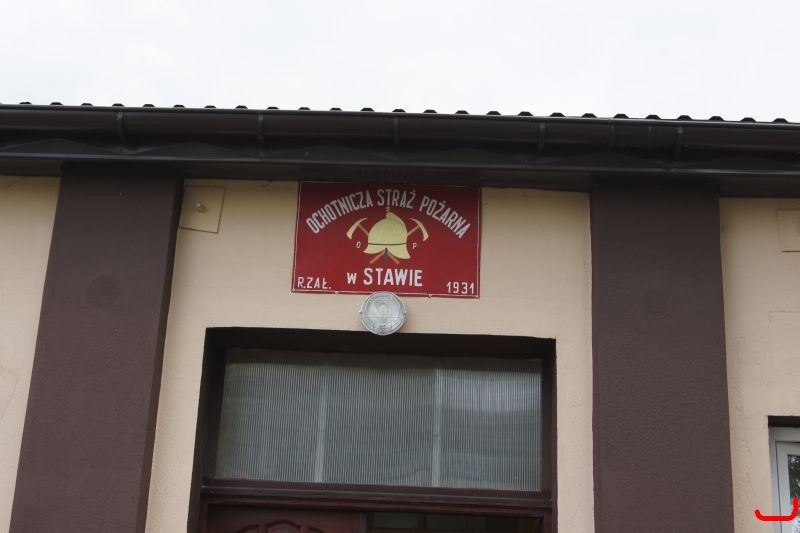 OCHOTNICZA STRAŻ POŻARNA
S
O P
w STAWIE
R.ZAŁ. 1931